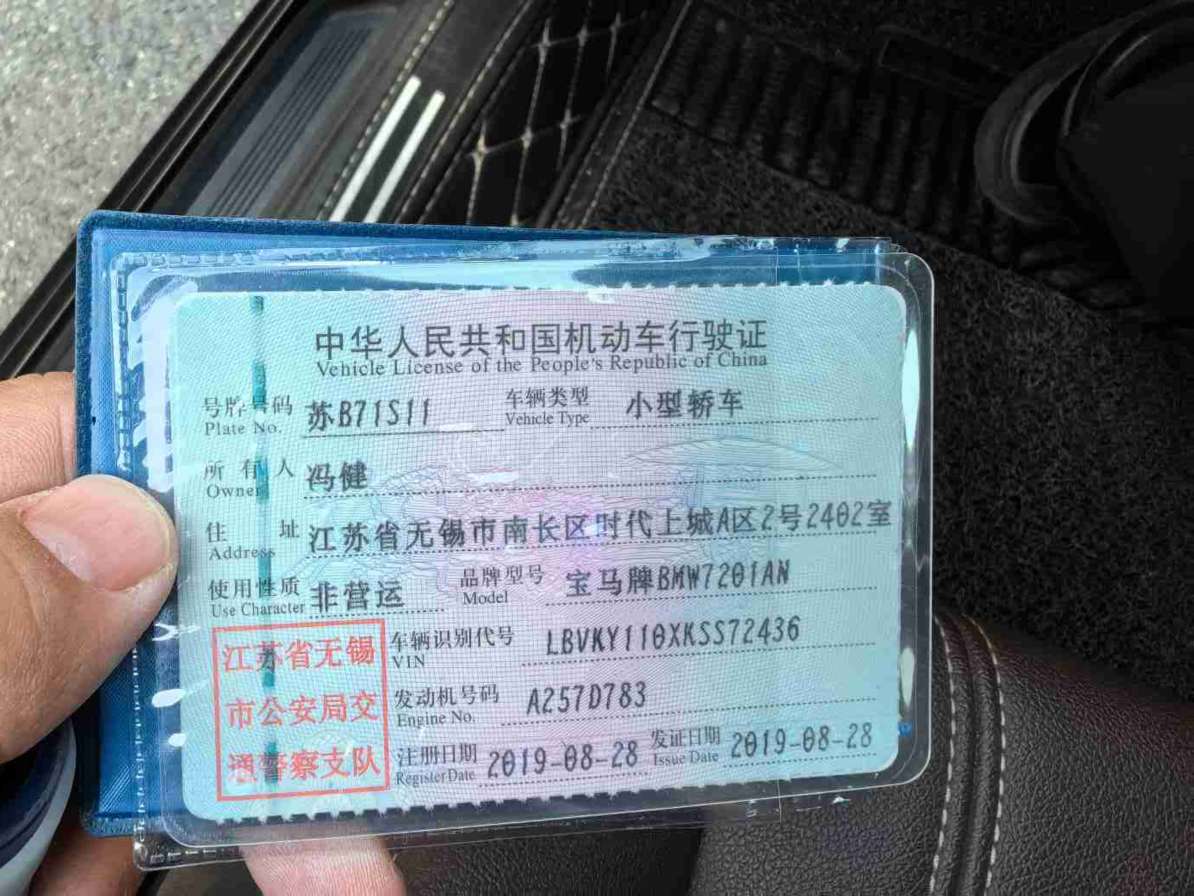 中华人民共和国机动车行驶证
Vehicle License of the People's Republic of China
号牌号码 苏B71S11 车辆类型 小型轿车
Plate No. Vehicle Type
所有人 冯健
Owner
住址 江苏省无锡市南长区时代上城A区2号2402室
Address
使用性质 非营运 品牌型号 宝马牌BMW7201AN
Use Character Model
江苏省无锡 车辆识别代号 LBVKY110XKSS72436
VIN
市公安局交 发动机号码 A257D783
Engine No.
通警察支队 注册日期 2019-08-28 发证日期 2019-08-28
Register Date Issue Date